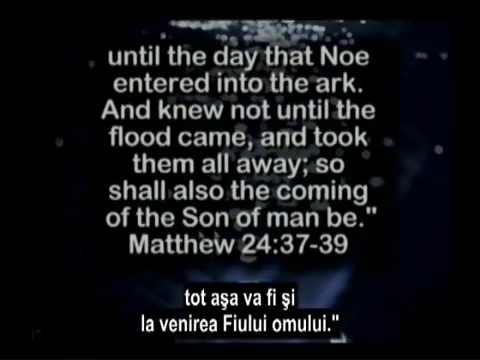 until the day that Noe
entered into the ark.
And knew not until the
flood came, and took
them all away; so
shall also the coming
of the Son of man be."
Matthew 24:37-39
tot aşa va fi şi
la venirea Fiului omului."